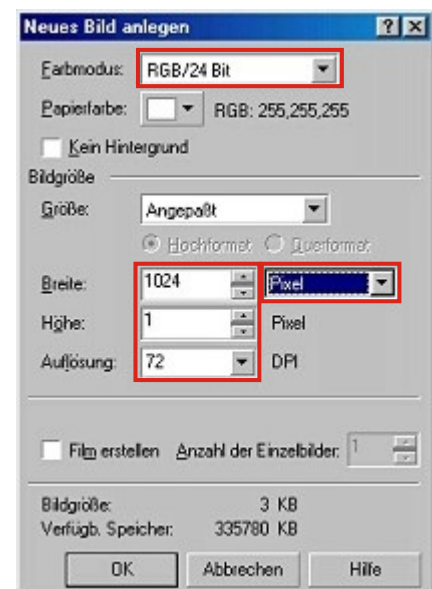 Neues Bild anlegen
Farbmodus: RGB/24 Bit
Papierfarbe: RGB: 255,255,255
Kein Hintergrund
Bildgröße
Größe: Angepaßt
Hochformat Querformat
Breite: 1024 Pixel
Höhe: 1 Pixel
Auflösung: 72 DPI
Film erstellen Anzahl der Einzelbilder: 1
Bildgröße: 3 KB
Verfügb. Speicher: 335780 KB
OK Abbrechen Hilfe